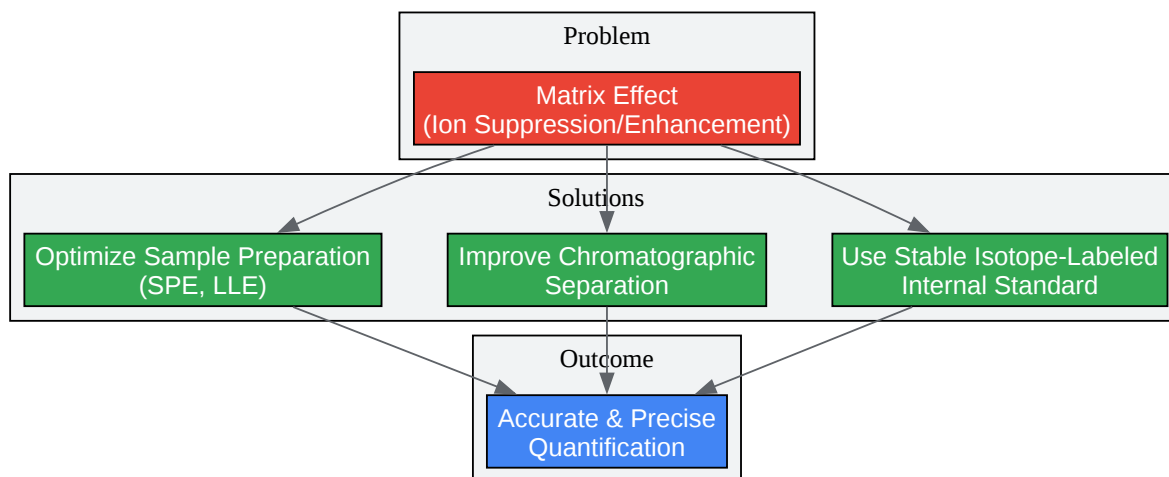 Problem
Matrix Effect
(Ion Suppression/Enhancement)
Solutions
Optimize Sample Preparation
(SPE, LLE)
Improve Chromatographic
Separation
Use Stable Isotope-Labeled
Internal Standard
Outcome
Accurate & Precise
Quantification